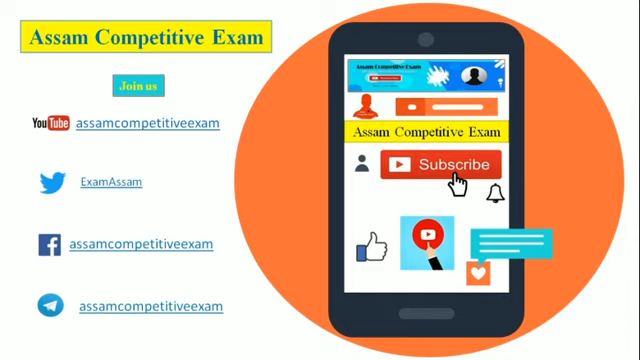 Assam Competitive Exam
Join us
YouTube assamcompetitiveexam
ExamAssam
assamcompetitiveexam
assamcompetitiveexam
Assam Competitive Exam
Assam Competitive Exam
Subscribe